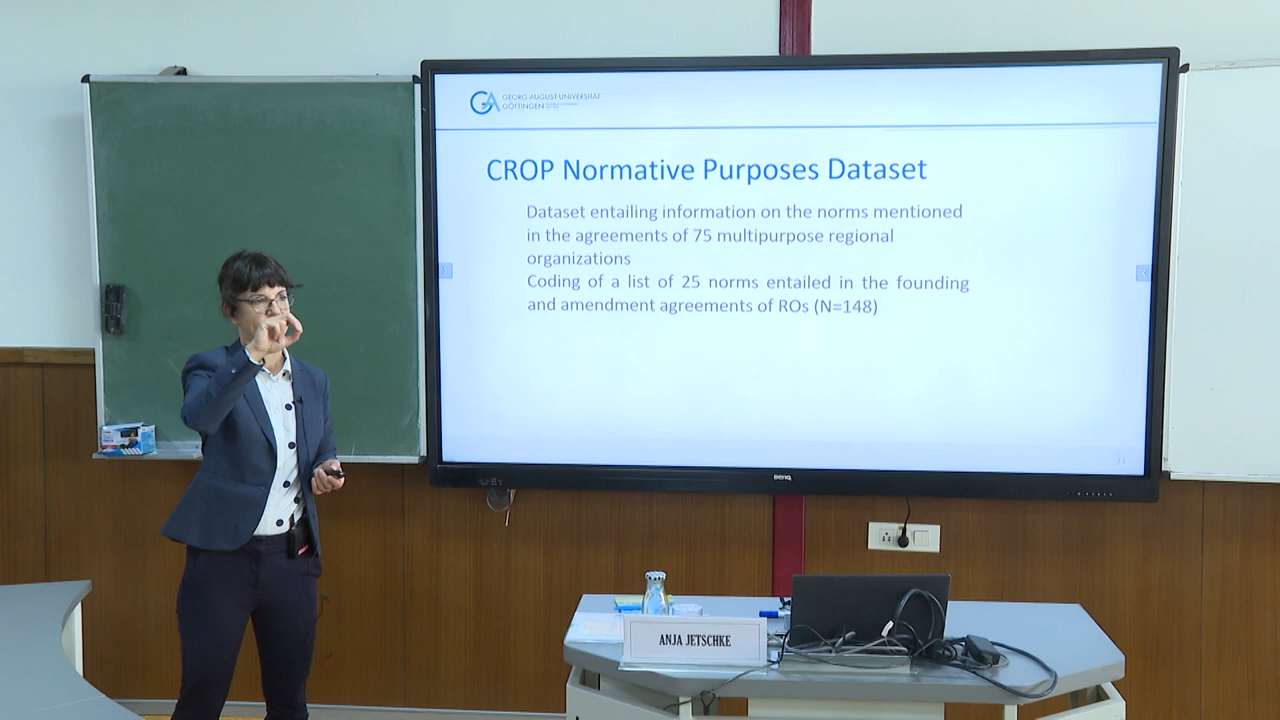 GEORG-AUGUST-UNIVERSITÄT
GÖTTINGEN
CROP Normative Purposes Dataset
Dataset entailing information on the norms mentioned
in the agreements of 75 multipurpose regional
organizations
Coding of a list of 25 norms entailed in the founding
and amendment agreements of ROs (N=148)
BenQ
ANJA JETSCHKE